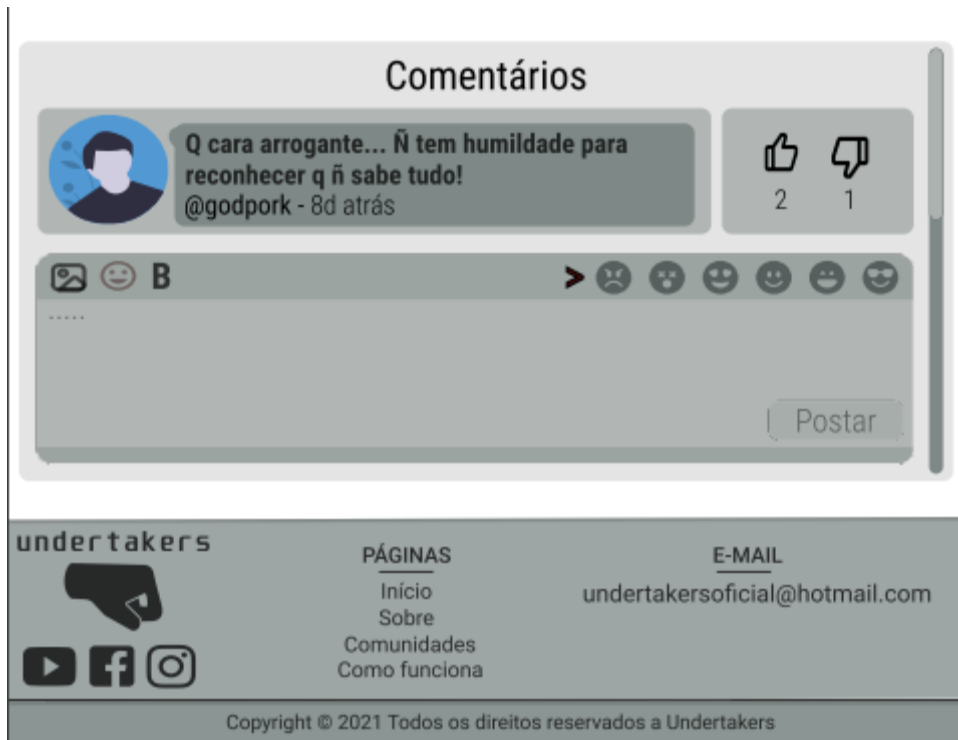 Comentários
Q cara arrogante... Ñ tem humildade para
reconhecer q ñ sabe tudo!
@godpork - 8d atrás
2 1
B >
.....
Postar
undertakers
PÁGINAS
Início
Sobre
Comunidades
Como funciona
E-MAIL
undertakersoficial@hotmail.com
Copyright © 2021 Todos os direitos reservados a Undertakers